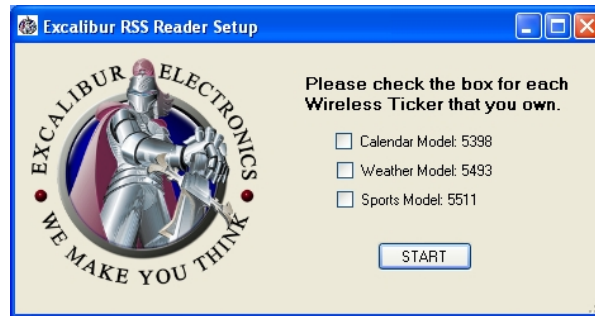 Excalibur RSS Reader Setup
EXCALIBUR ELECTRONICS
WE MAKE YOU THINK
Please check the box for each
Wireless Ticker that you own.
Calendar Model: 5398
Weather Model: 5493
Sports Model: 5511
START